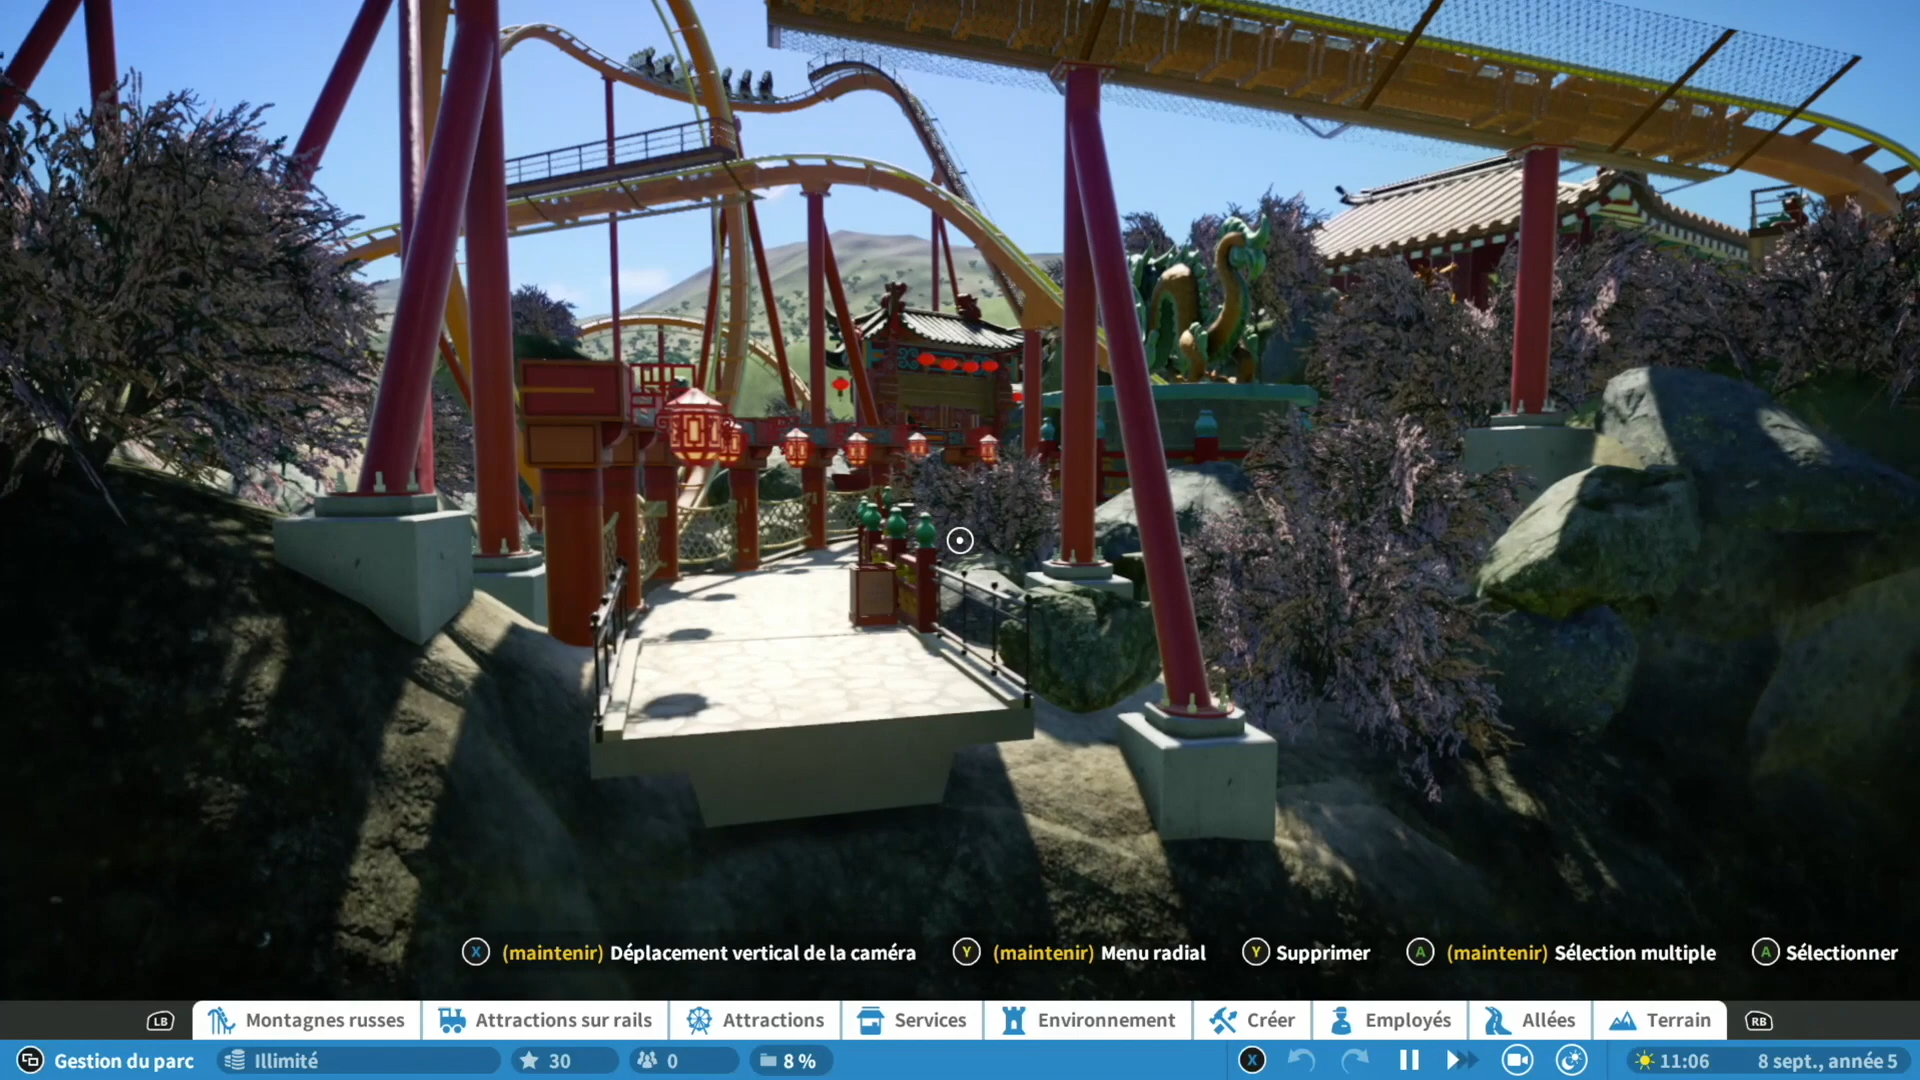 X (maintenir) Déplacement vertical de la caméra Y (maintenir) Menu radial Y Supprimer A (maintenir) Sélection multiple A Sélectionner
LB Montagnes russes Attractions sur rails Attractions Services Environnement Créer Employés Allées Terrain RB
Gestion du parc Illimité 30 0 8 % X 11:06 8 sept., année 5